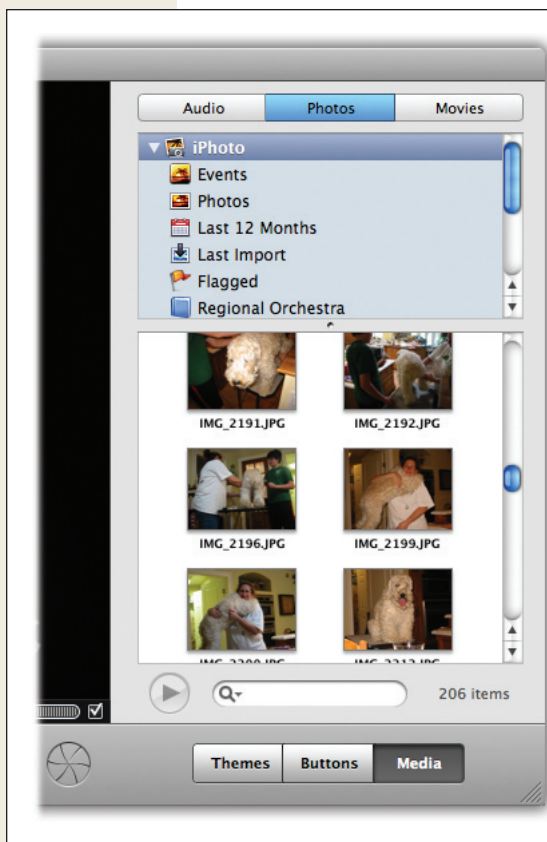 Audio Photos Movies
iPhoto
Events
Photos
Last 12 Months
Last Import
Flagged
Regional Orchestra
IMG_2191.JPG IMG_2192.JPG
IMG_2196.JPG IMG_2199.JPG
206 items
Themes Buttons Media